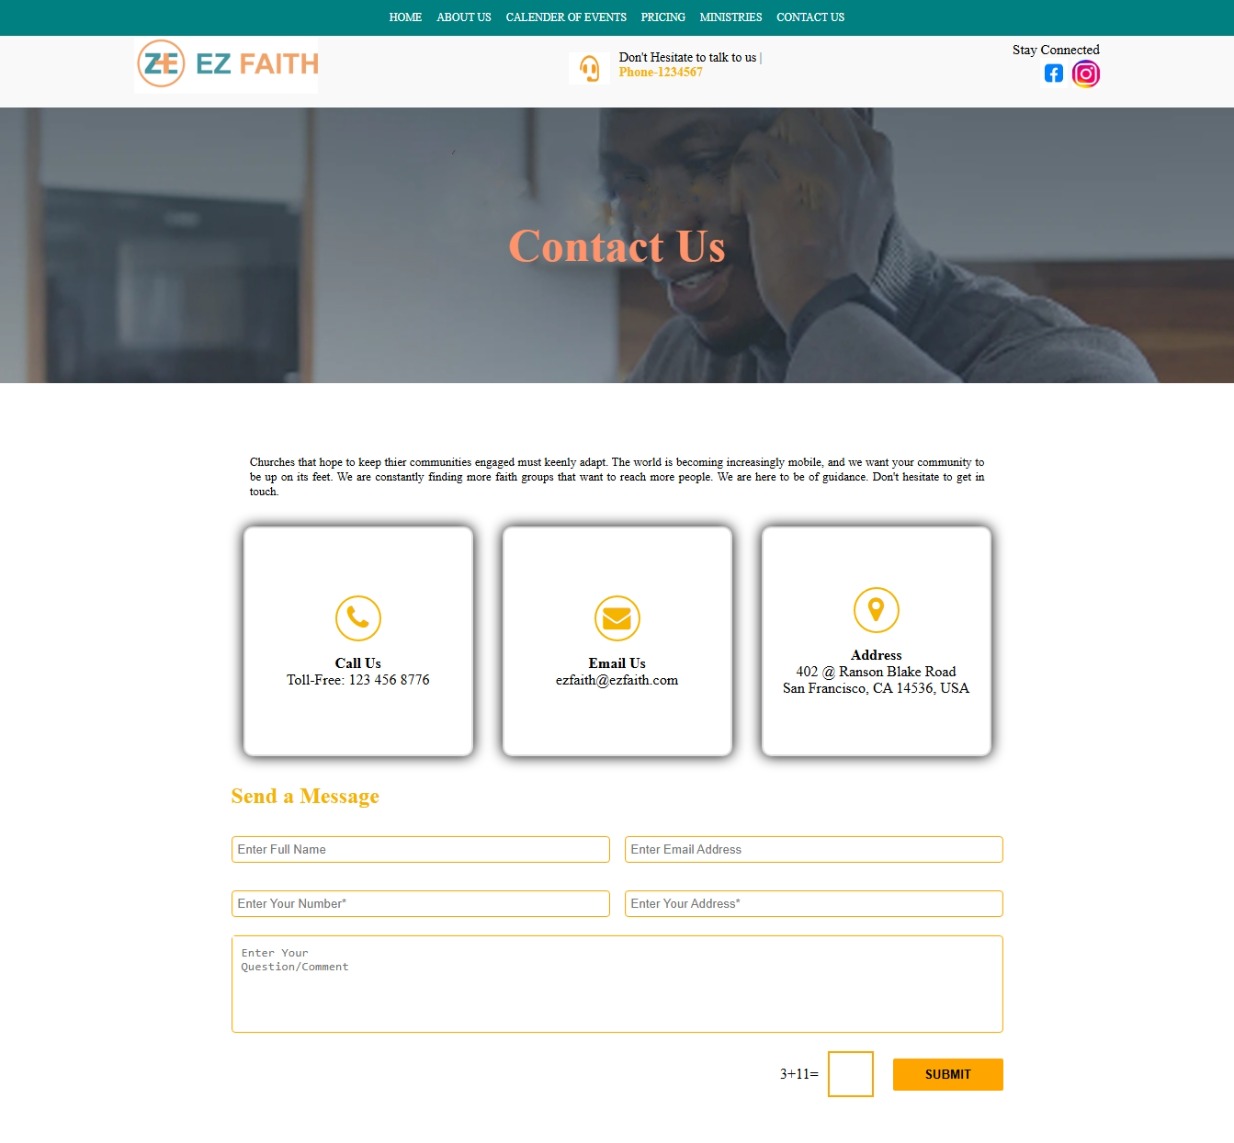 HOME ABOUT US CALENDER OF EVENTS PRICING MINISTRIES CONTACT US
ZE EZ FAITH
Don't Hesitate to talk to us |
Phone-1234567
Stay Connected
Contact Us
Churches that hope to keep thier communities engaged must keenly adapt. The world is becoming increasingly mobile, and we want your community to
be up on its feet. We are constantly finding more faith groups that want to reach more people. We are here to be of guidance. Don't hesitate to get in
touch.
Call Us
Toll-Free: 123 456 8776
Email Us
ezfaith@ezfaith.com
Address
402 @ Ranson Blake Road
San Francisco, CA 14536, USA
Send a Message
Enter Full Name
Enter Email Address
Enter Your Number*
Enter Your Address*
Enter Your
Question/Comment
3+11=
SUBMIT